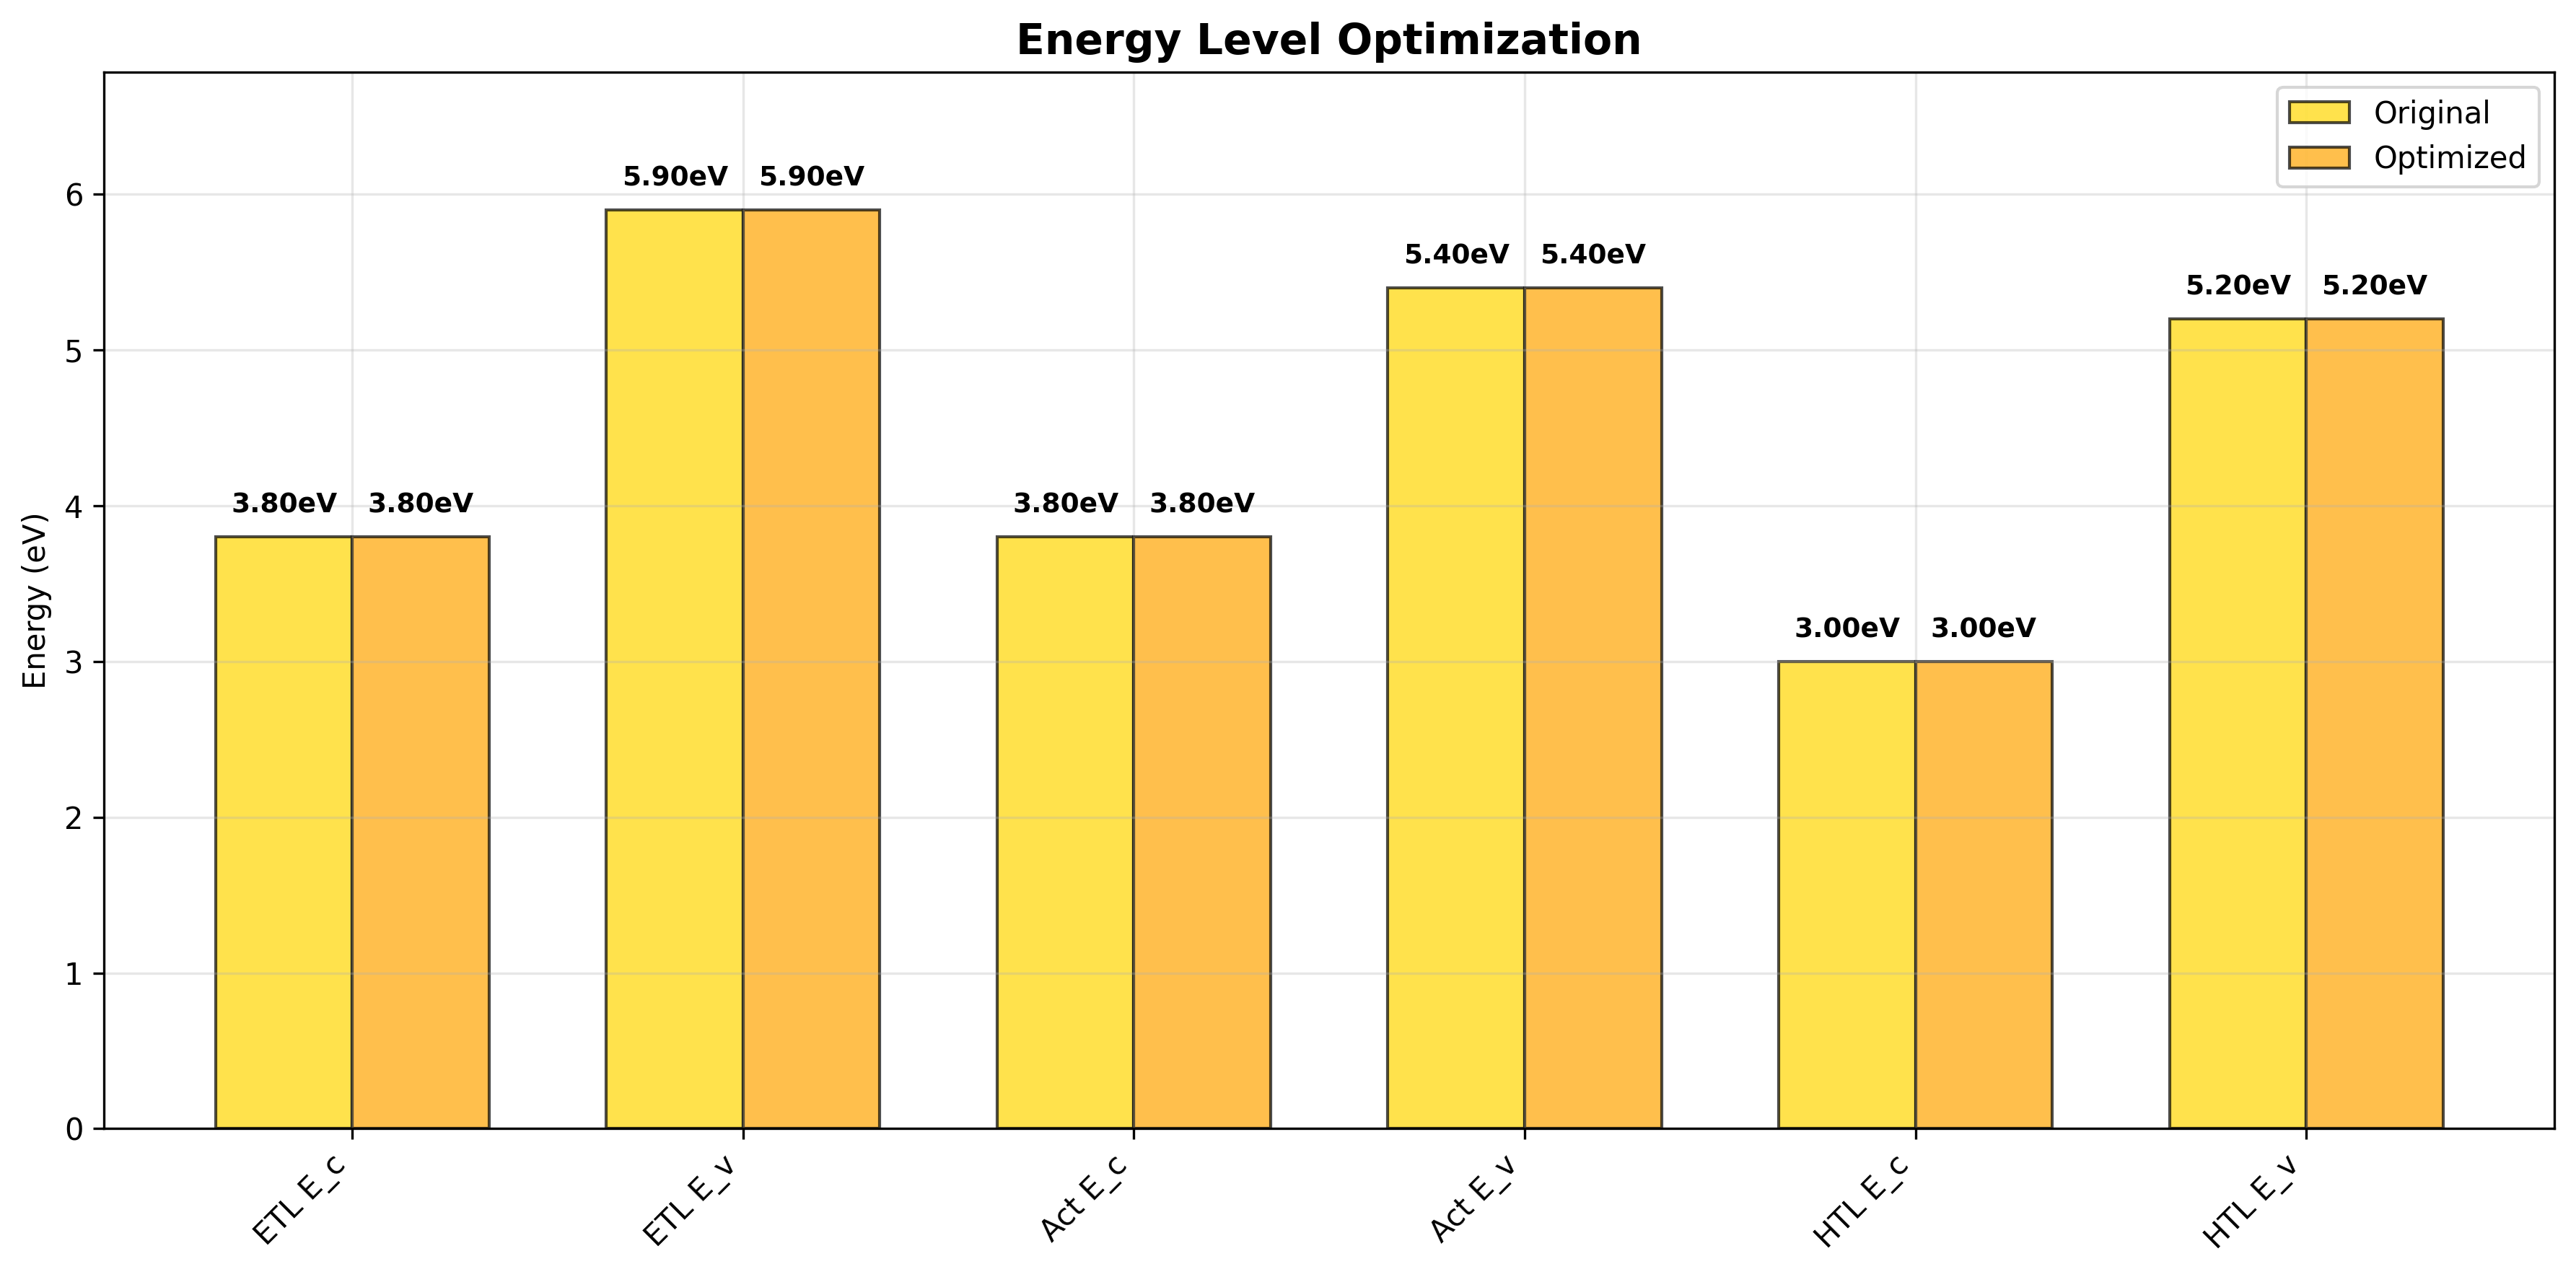 Energy Level Optimization
Original
Optimized
5.90eV 5.90eV
5.40eV 5.40eV
5.20eV 5.20eV
3.80eV 3.80eV
3.80eV 3.80eV
3.00eV 3.00eV
Energy (eV)
6
5
4
3
2
1
0
ETL E_c
ETL E_v
Act E_c
Act E_v
HTL E_c
HTL E_v